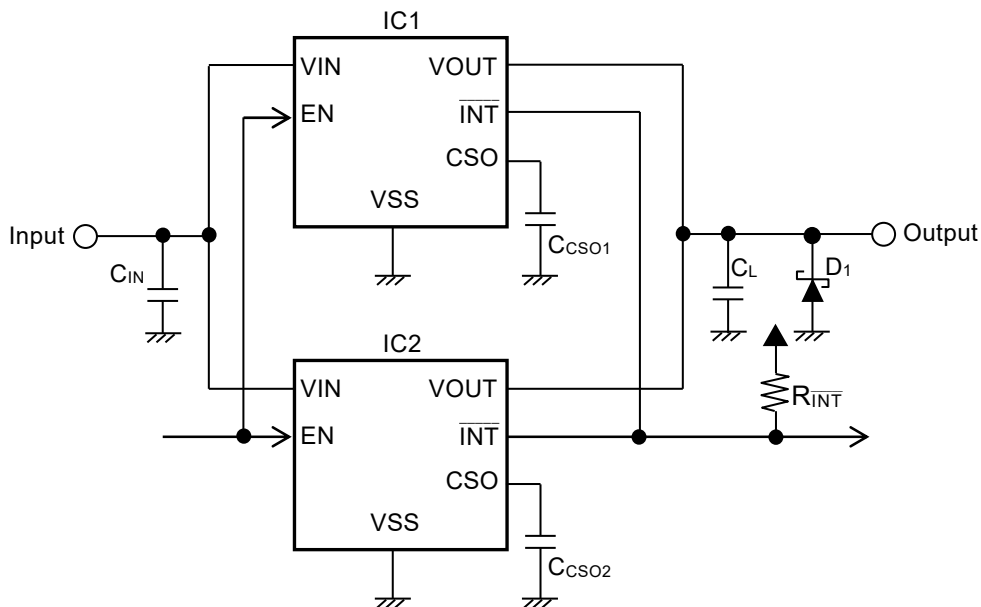 IC1
VIN
VOUT
EN
INT
CSO
VSS
CCSO1
Input
CIN
Output
CL
D1
IC2
VIN
VOUT
RINT
EN
INT
CSO
VSS
CCSO2